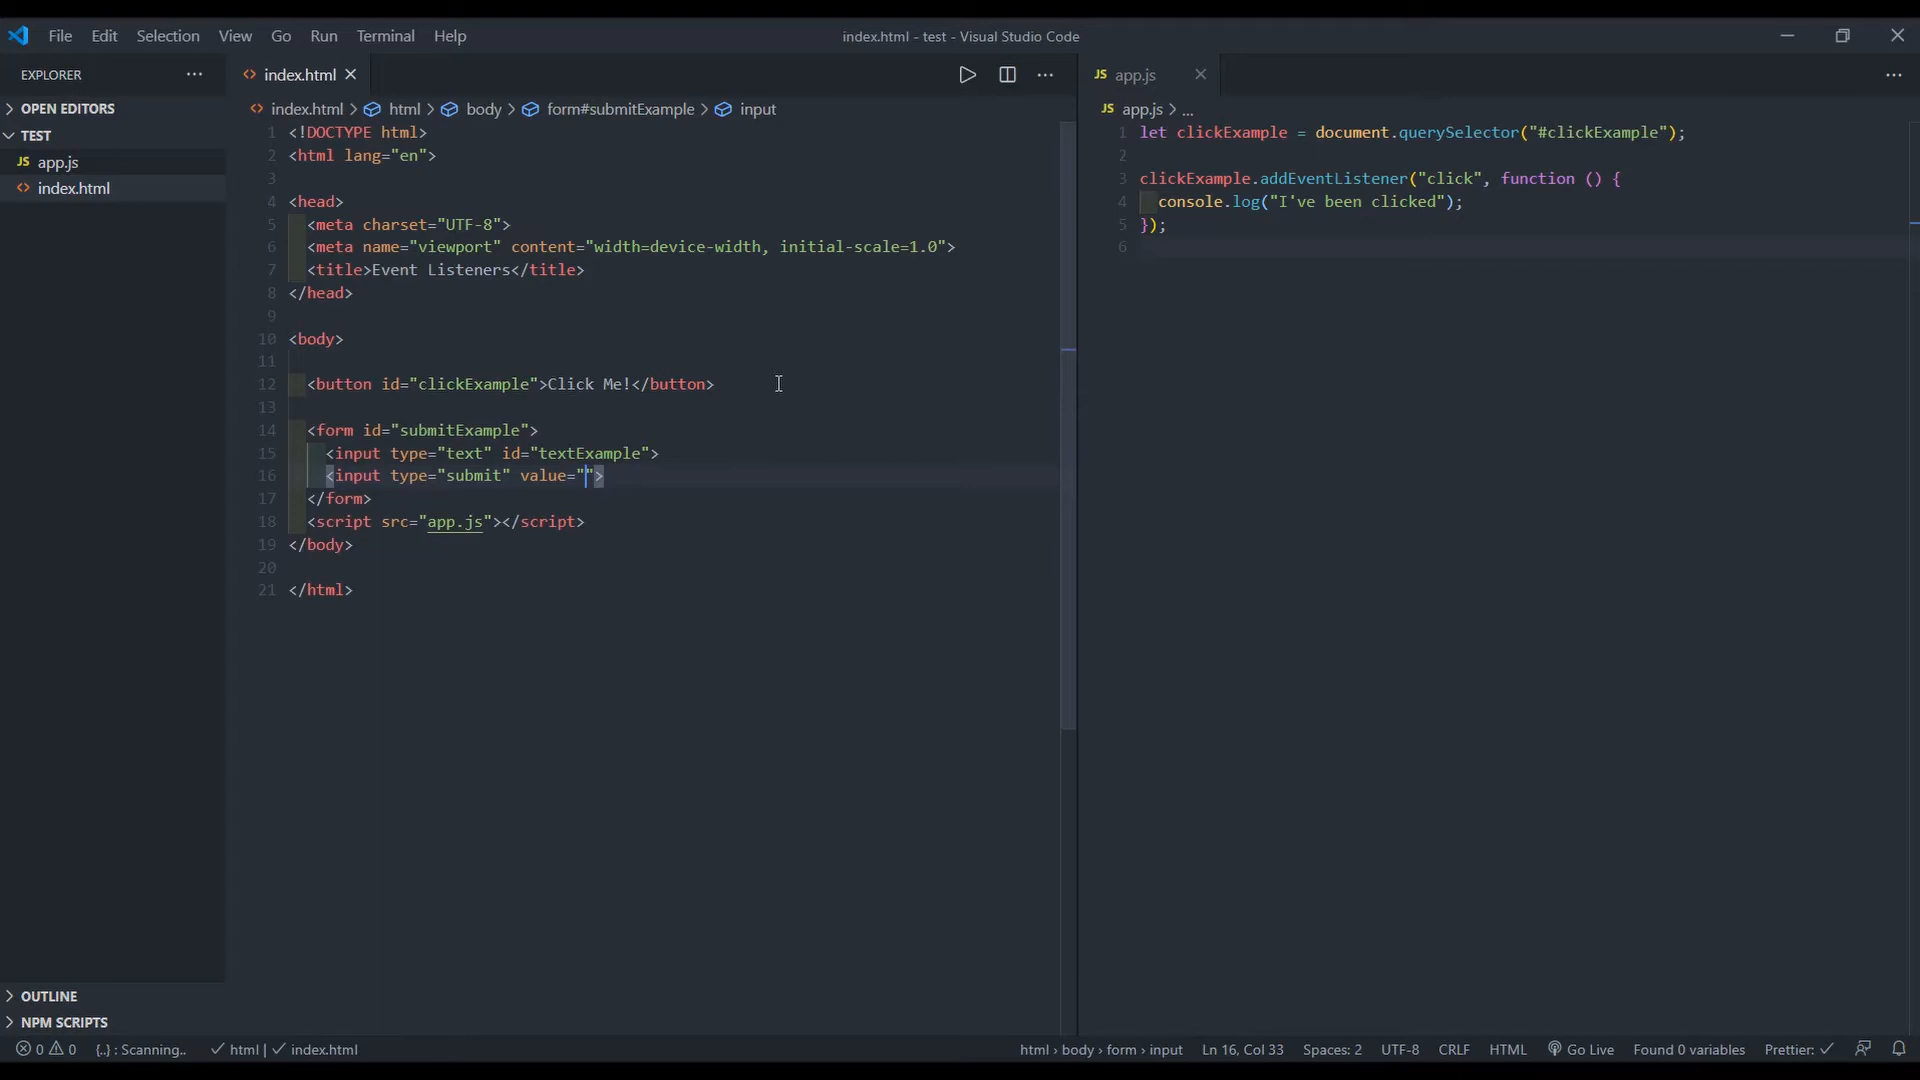 File Edit Selection View Go Run Terminal Help
index.html - test - Visual Studio Code
EXPLORER
OPEN EDITORS
TEST
JS app.js
<> index.html
OUTLINE
NPM SCRIPTS
<> index.html
<> index.html > html > body > form#submitExample > input
1 <!DOCTYPE html>
2 <html lang="en">
3
4 <head>
5 <meta charset="UTF-8">
6 <meta name="viewport" content="width=device-width, initial-scale=1.0">
7 <title>Event Listeners</title>
8 </head>
9
10 <body>
11
12 <button id="clickExample">Click Me!</button>
13
14 <form id="submitExample">
15 <input type="text" id="textExample">
16 <input type="submit" value="">
17 </form>
18 <script src="app.js"></script>
19 </body>
20
21 </html>
JS app.js
JS app.js > ...
1 let clickExample = document.querySelector("#clickExample");
2
3 clickExample.addEventListener("click", function () {
4 console.log("I've been clicked");
5 });
6
0 0 {..} : Scanning.. ✓ html | ✓ index.html html › body › form › input Ln 16, Col 33 Spaces: 2 UTF-8 CRLF HTML Go Live Found 0 variables Prettier: ✓